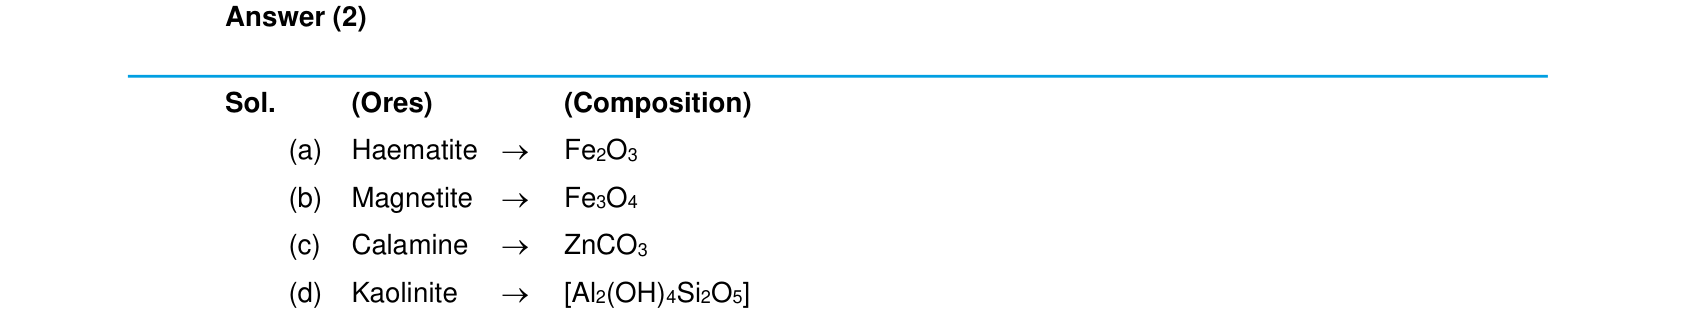 Answer (2)
Sol. (Ores) (Composition)
(a) Haematite → Fe₂O₃
(b) Magnetite → Fe₃O₄
(c) Calamine → ZnCO₃
(d) Kaolinite → [Al₂(OH)₄Si₂O₅]